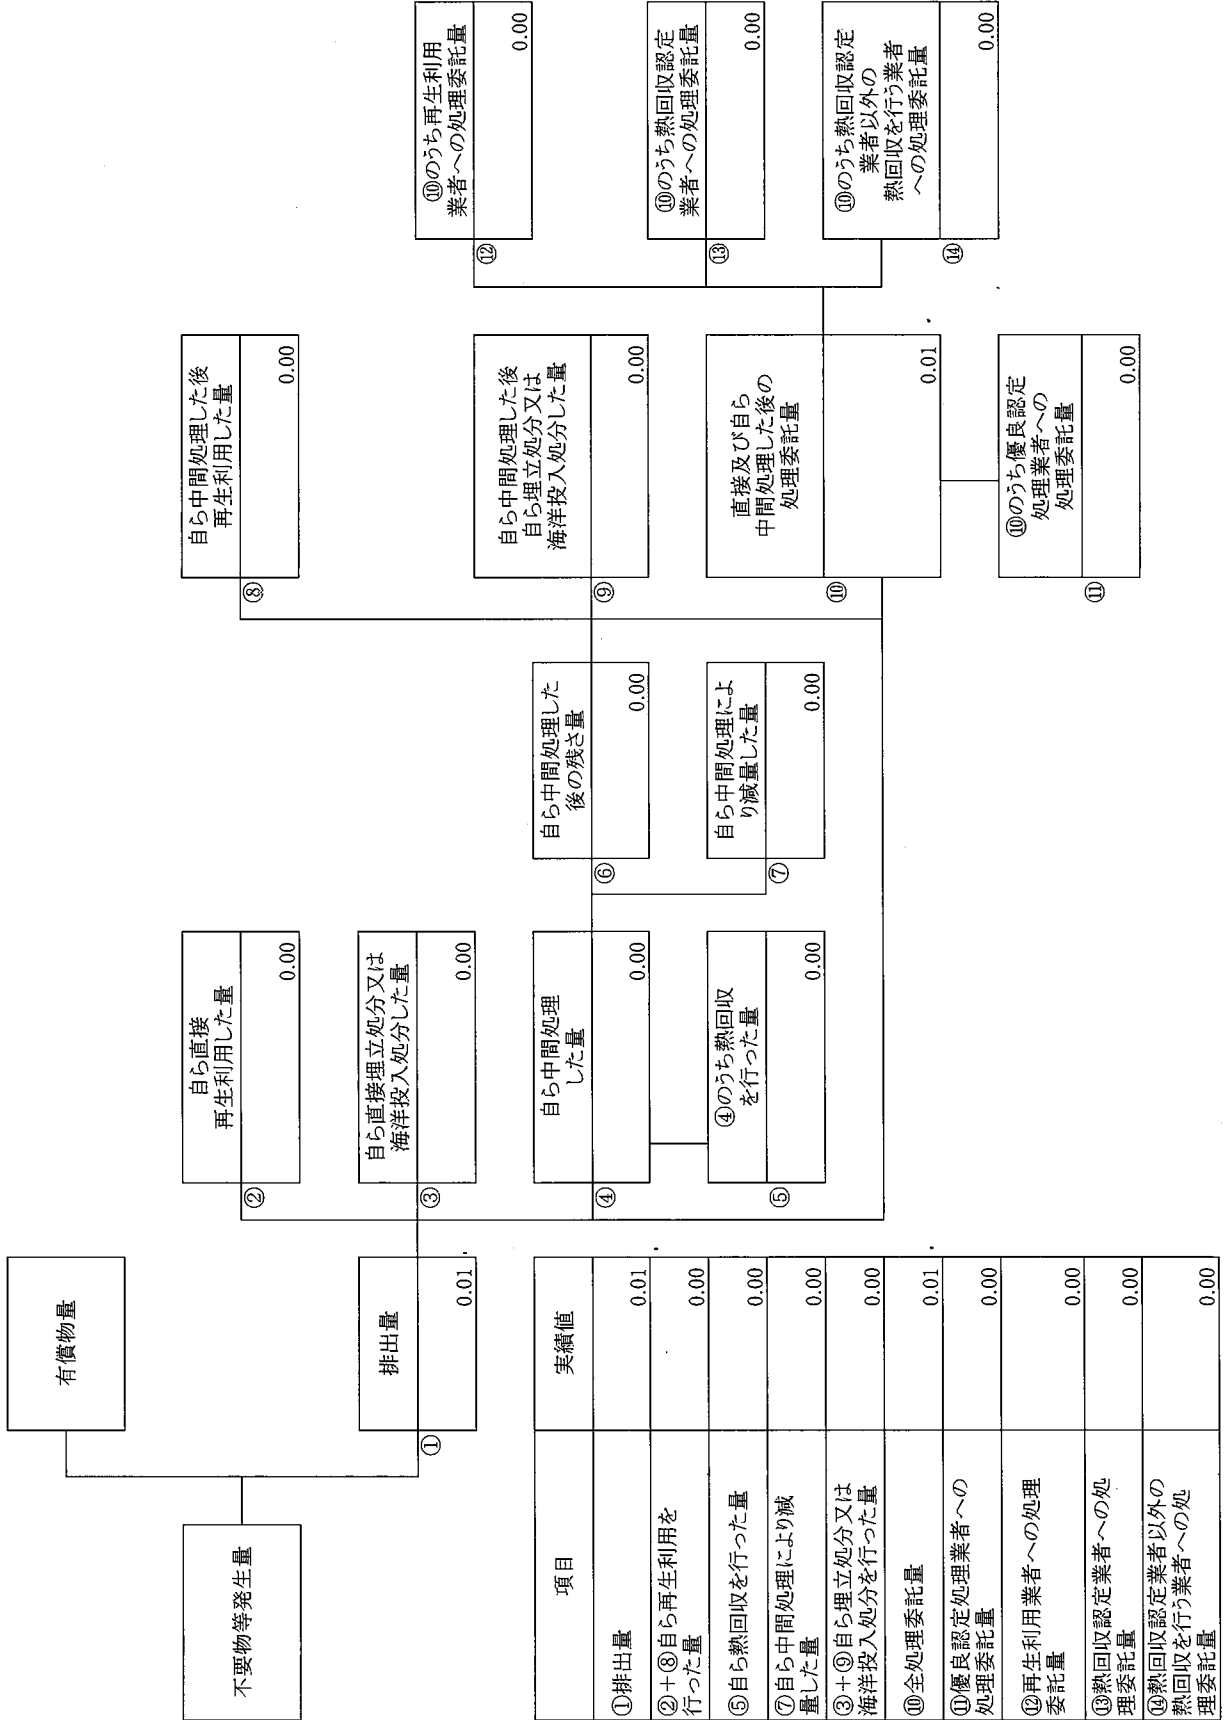 不要物等発生量
有償物量
①
排出量
0.01
②
自ら直接
再生利用した量
0.00
③
自ら直接埋立処分又は
海洋投入処分した量
0.00
④
自ら中間処理
した量
0.00
⑤
④のうち熱回収
を行った量
0.00
⑥
自ら中間処理した
後の残さ量
0.00
⑦
自ら中間処理によ
り減量した量
0.00
⑧
自ら中間処理した後
再生利用した量
0.00
⑨
自ら中間処理した後
自ら埋立処分又は
海洋投入処分した量
0.00
⑩
直接及び自ら
中間処理した後の
処理委託量
0.01
⑪
⑩のうち優良認定
処理業者への
処理委託量
0.00
⑫
⑩のうち再生利用
業者への処理委託量
0.00
⑬
⑩のうち熱回収認定
業者への処理委託量
0.00
⑭
⑩のうち熱回収認定
業者以外の
熱回収を行う業者
への処理委託量
0.00
項目 実績値
①排出量 0.01
②+⑧自ら再生利用を
行った量 0.00
⑤自ら熱回収を行った量 0.00
⑦自ら中間処理により減
量した量 0.00
③+⑨自ら埋立処分又は
海洋投入処分を行った量 0.00
⑩全処理委託量 0.01
⑪優良認定処理業者への
処理委託量 0.00
⑫再生利用業者への処理
委託量 0.00
⑬熱回収認定業者への処
理委託量 0.00
⑭熱回収認定業者以外の
熱回収を行う業者への処
理委託量 0.00